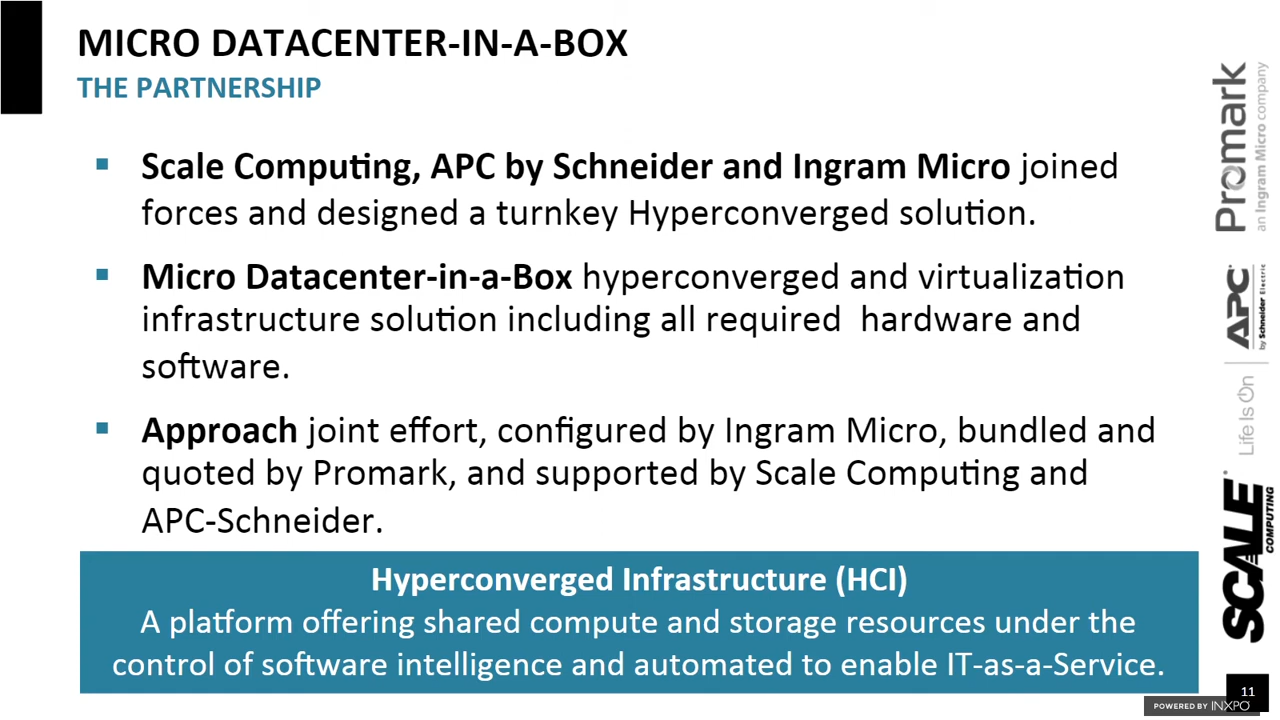 MICRO DATACENTER-IN-A-BOX
THE PARTNERSHIP
Scale Computing, APC by Schneider and Ingram Micro joined
forces and designed a turnkey Hyperconverged solution.
Micro Datacenter-in-a-Box hyperconverged and virtualization
infrastructure solution including all required hardware and
software.
Approach joint effort, configured by Ingram Micro, bundled and
quoted by Promark, and supported by Scale Computing and
APC-Schneider.
Hyperconverged Infrastructure (HCI)
A platform offering shared compute and storage resources under the
control of software intelligence and automated to enable IT-as-a-Service.
Promark
an Ingram Micro company
APC
by Schneider Electric
Life Is On
SCALE
COMPUTING
11
POWERED BY INXPO